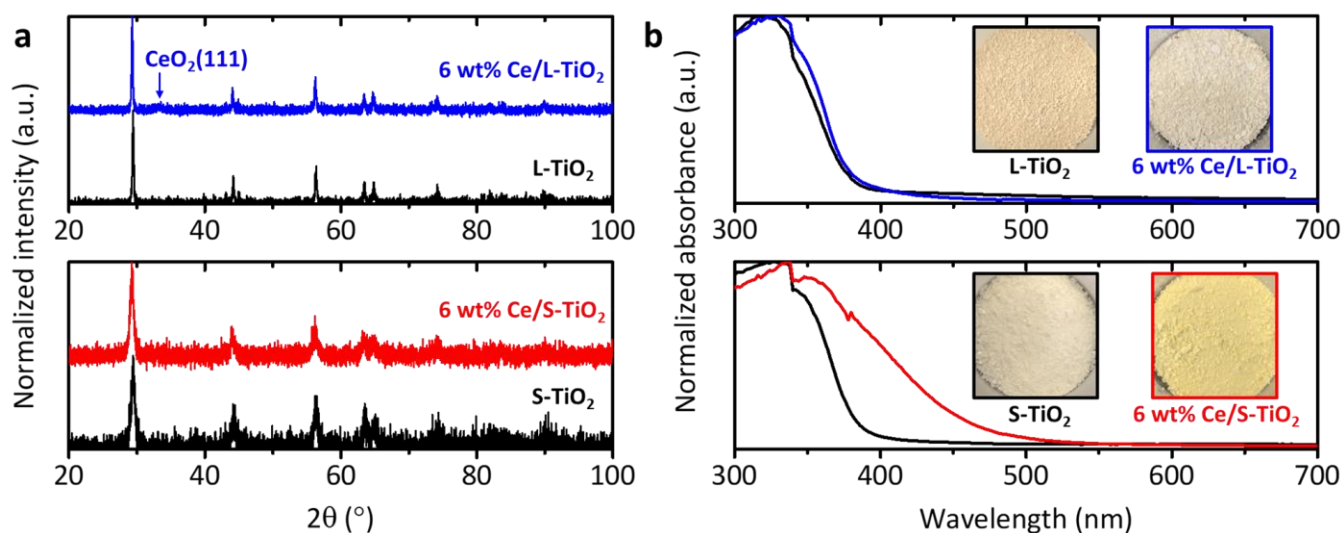 a
Normalized intensity (a.u.)
CeO₂(111)
6 wt% Ce/L-TiO₂
L-TiO₂
20 40 60 80 100
6 wt% Ce/S-TiO₂
S-TiO₂
20 40 60 80 100
2θ (°)
b
Normalized absorbance (a.u.)
L-TiO₂
6 wt% Ce/L-TiO₂
300 400 500 600 700
S-TiO₂
6 wt% Ce/S-TiO₂
300 400 500 600 700
Wavelength (nm)